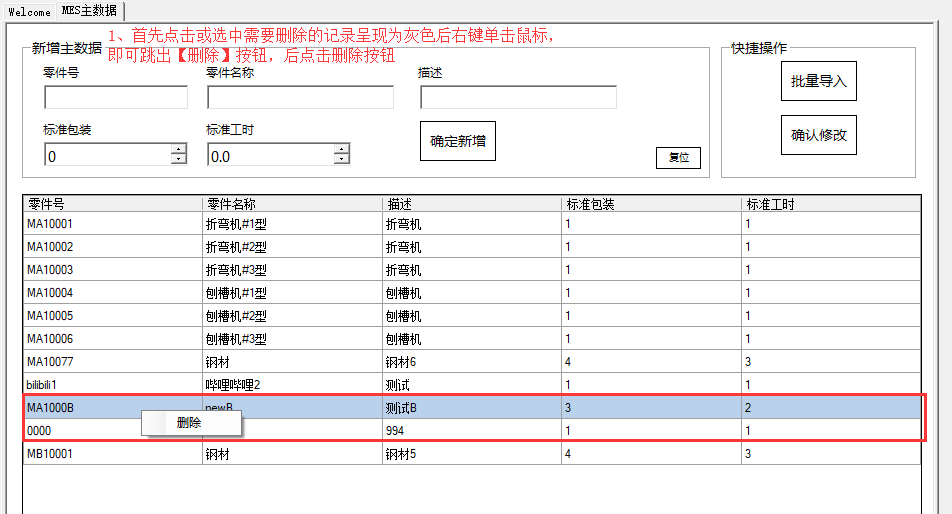 Welcome MES主数据
1、首先点击或选中需要删除的记录呈现为灰色后右键单击鼠标，
即可跳出【删除】按钮，后点击删除按钮
新增主数据
快捷操作
零件号 零件名称 描述
批量导入
标准包装 标准工时
确定新增
确认修改
0 0.0
复位
零件号 零件名称 描述 标准包装 标准工时
MA10001 折弯机#1型 折弯机 1 1
MA10002 折弯机#2型 折弯机 1 1
MA10003 折弯机#3型 折弯机 1 1
MA10004 刨槽机#1型 刨槽机 1 1
MA10005 刨槽机#2型 刨槽机 1 1
MA10006 刨槽机#3型 刨槽机 1 1
MA10077 钢材 钢材6 4 3
bilibili1 哔哩哔哩2 测试 1 1
MA1000B newB 测试B 3 2
删除
0000 994 1 1
MB10001 钢材 钢材5 4 3